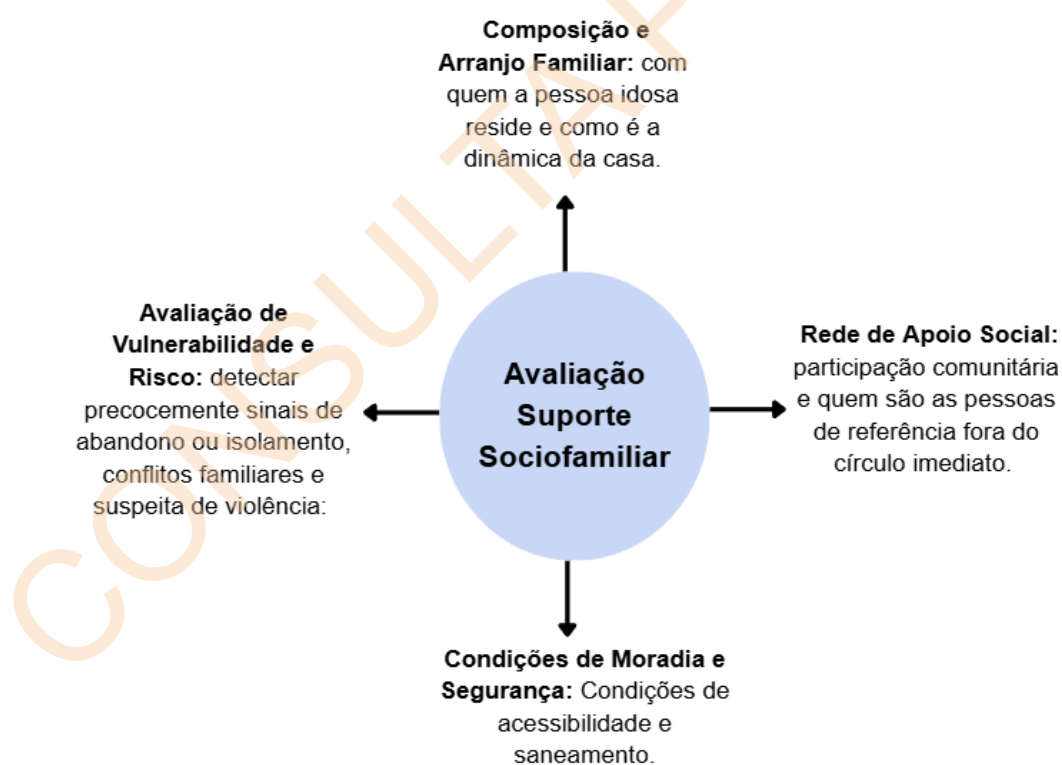 Composição e
Arranjo Familiar: com
quem a pessoa idosa
reside e como é a
dinâmica da casa.
Avaliação de
Vulnerabilidade e
Risco: detectar
precocemente sinais de
abandono ou isolamento,
conflitos familiares e
suspeita de violência:
Avaliação
Suporte
Sociofamiliar
Rede de Apoio Social:
participação comunitária
e quem são as pessoas
de referência fora do
círculo imediato.
Condições de Moradia e
Segurança: Condições de
acessibilidade e
saneamento.
CONSULTA